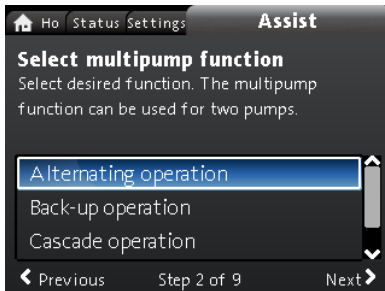 Ho Status Settings Assist
Select multipump function
Select desired function. The multipump
function can be used for two pumps.
Alternating operation
Back-up operation
Cascade operation
Previous Step 2 of 9 Next